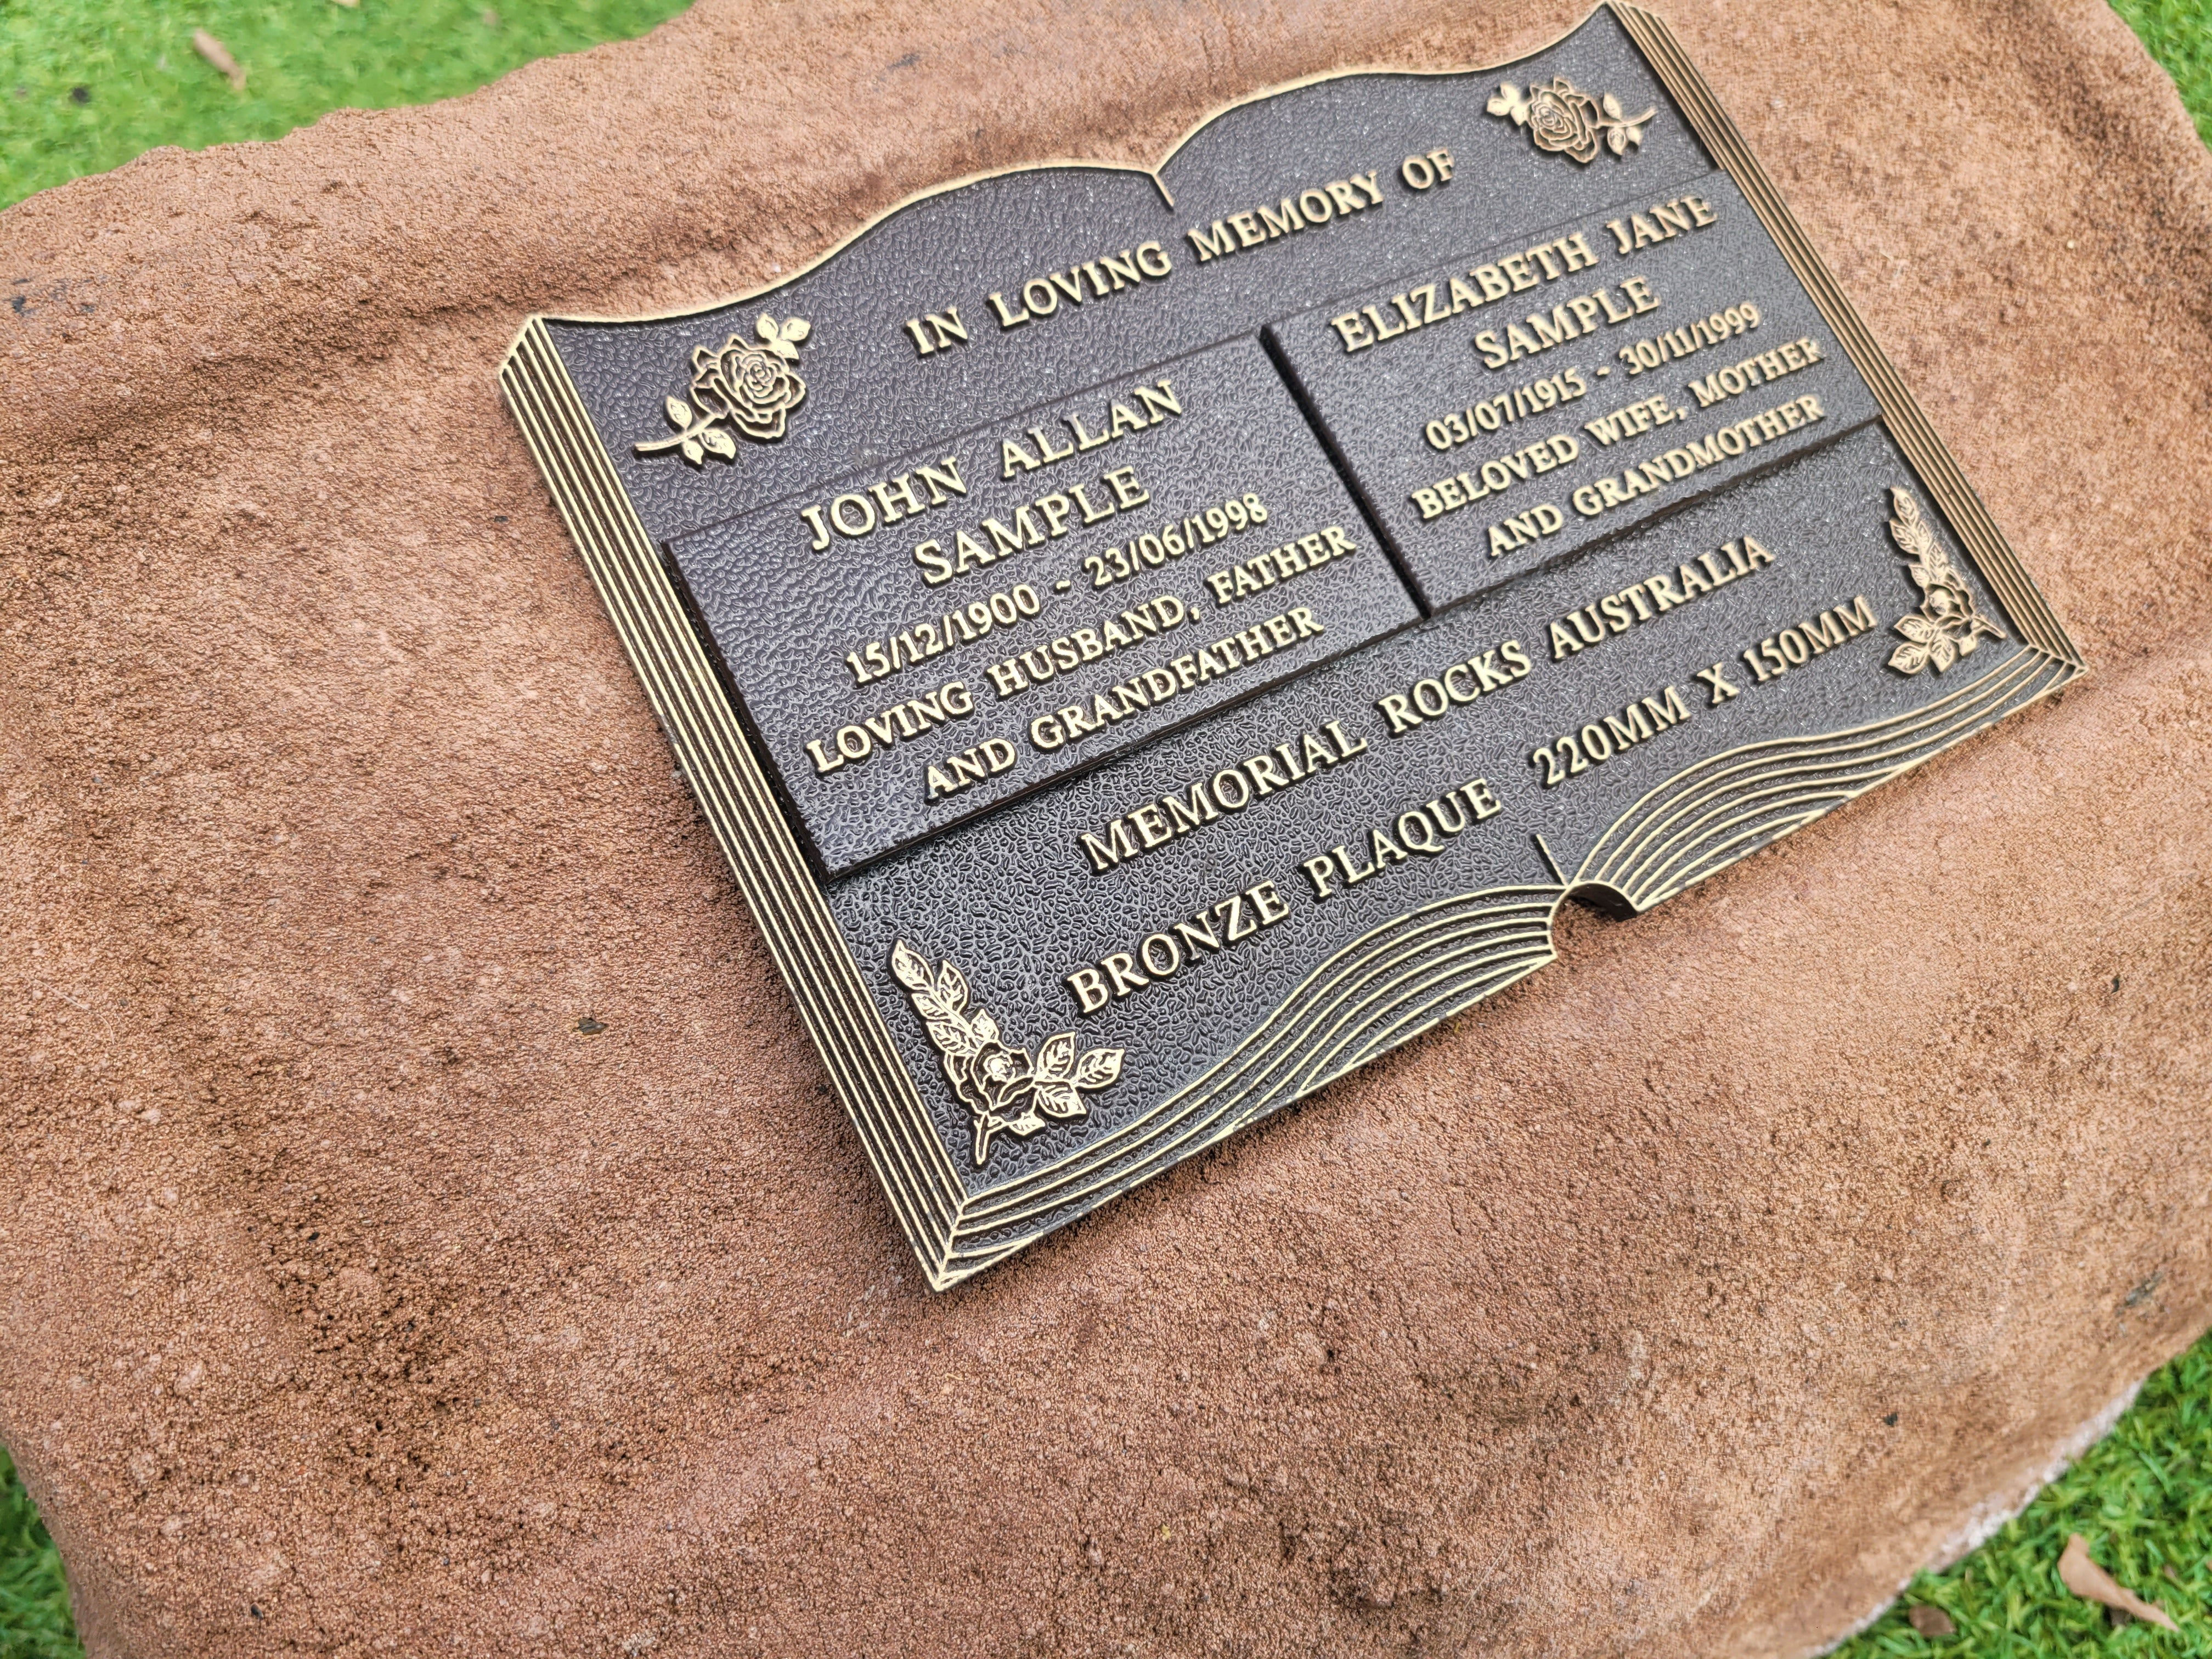 IN LOVING MEMORY OF
JOHN ALLAN
SAMPLE
15/12/1900 - 23/06/1998
LOVING HUSBAND, FATHER
AND GRANDFATHER
ELIZABETH JANE
SAMPLE
03/07/1915 - 30/11/1999
BELOVED WIFE, MOTHER
AND GRANDMOTHER
MEMORIAL ROCKS AUSTRALIA
BRONZE PLAQUE 220MM X 150MM